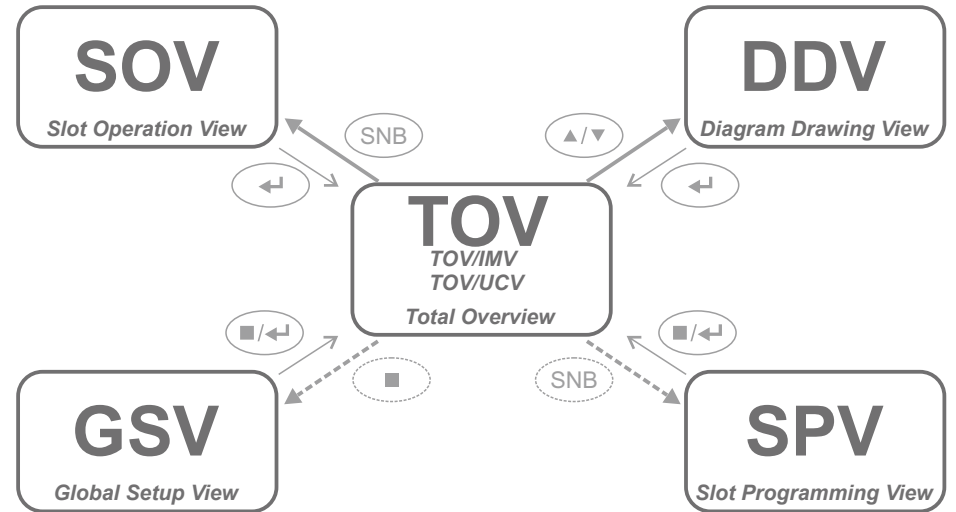 SOV
Slot Operation View
SNB
▲/▼
DDV
Diagram Drawing View
↵
↵
TOV
TOV/IMV
TOV/UCV
Total Overview
■/↵
■/↵
■
SNB
GSV
Global Setup View
SPV
Slot Programming View